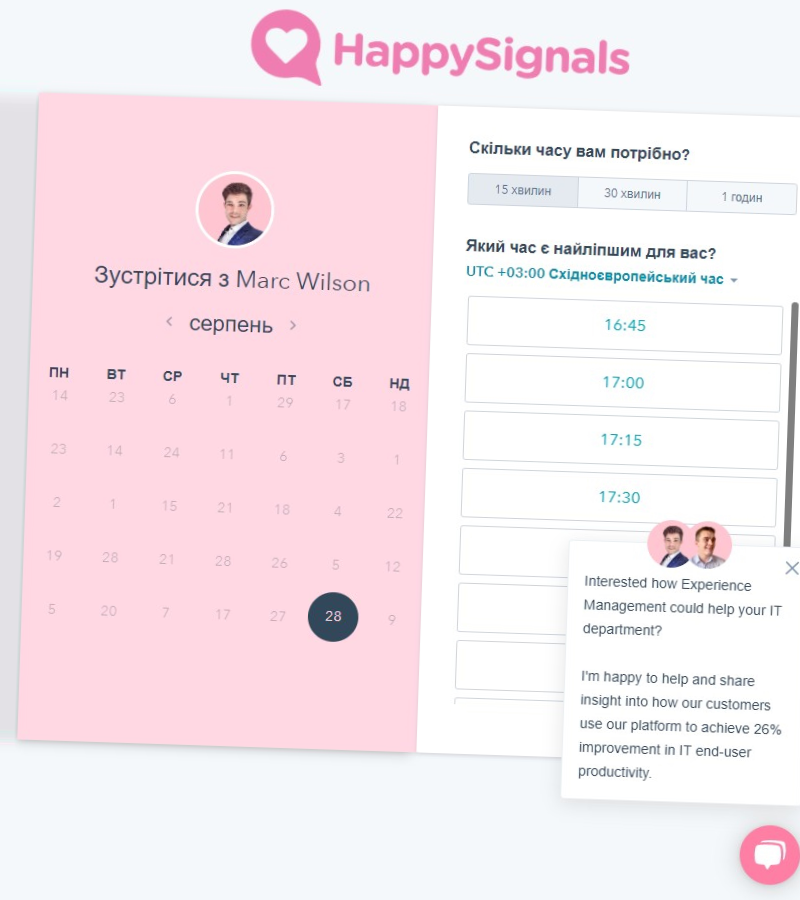 HappySignals
Зустрітися з Marc Wilson
серпень
ПН ВТ СР ЧТ ПТ СБ НД
14 23 6 1 29 17 18
23 14 24 11 6 3 1
2 1 15 21 18 4 22
19 28 21 28 26 5 12
5 20 7 17 27 28 9
Скільки часу вам потрібно?
15 хвилин 30 хвилин 1 годин
Який час є найліпшим для вас?
UTC +03:00 Східноєвропейський час
16:45
17:00
17:15
17:30
Interested how Experience
Management could help your IT
department?
I'm happy to help and share
insight into how our customers
use our platform to achieve 26%
improvement in IT end-user
productivity.